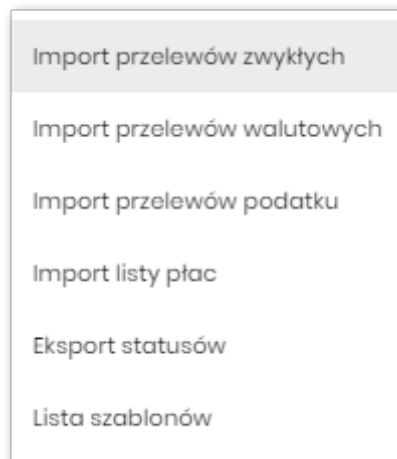 Import przelewów zwykłych
Import przelewów walutowych
Import przelewów podatku
Import listy płac
Eksport statusów
Lista szablonów